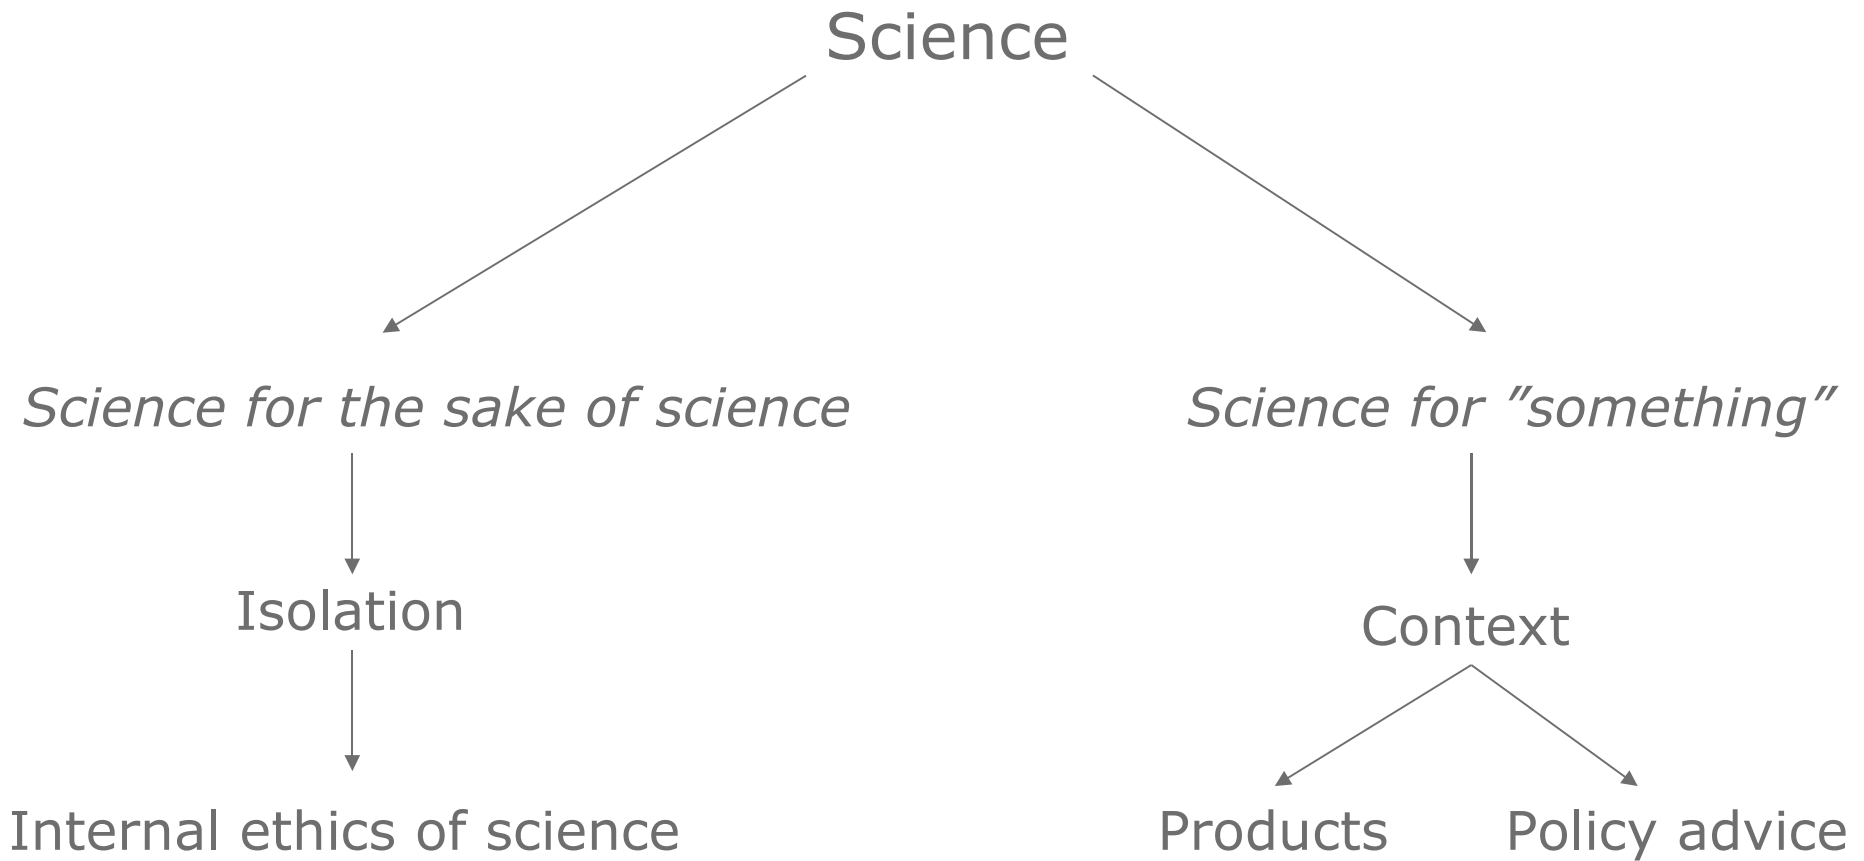 Science
Science for the sake of science
Science for ”something”
Isolation
Context
Internal ethics of science
Products
Policy advice